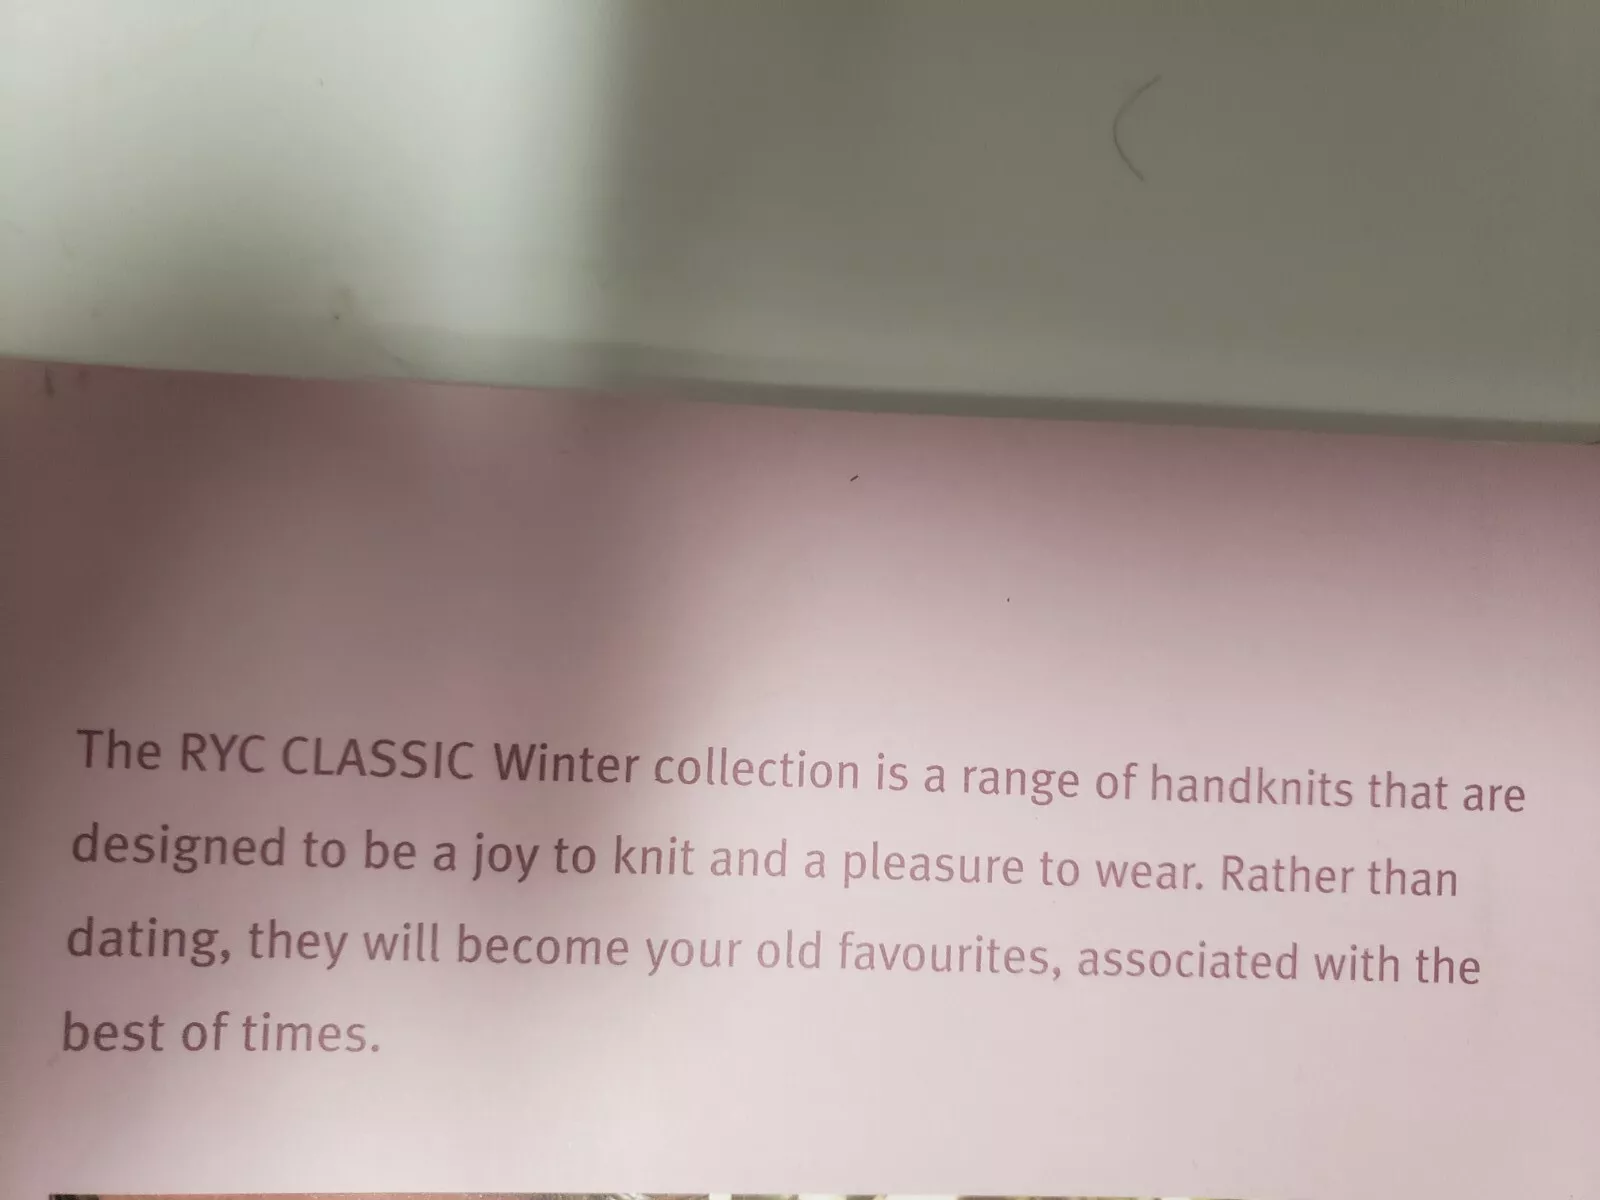 The RYC CLASSIC Winter collection is a range of handknits that are
designed to be a joy to knit and a pleasure to wear. Rather than
dating, they will become your old favourites, associated with the
best of times.